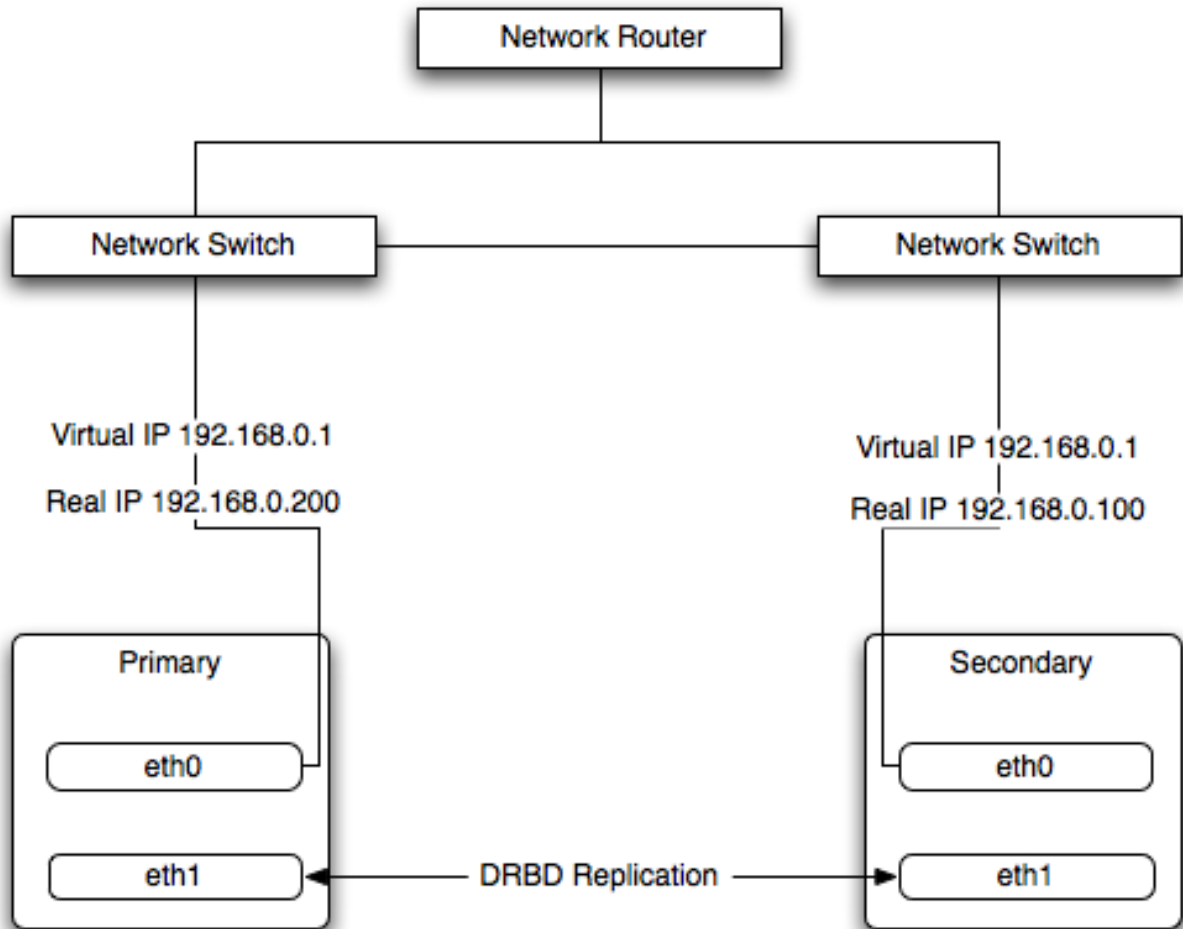 Network Router
Network Switch
Network Switch
Virtual IP 192.168.0.1
Real IP 192.168.0.200
Virtual IP 192.168.0.1
Real IP 192.168.0.100
Primary
eth0
eth1
Secondary
eth0
eth1
DRBD Replication